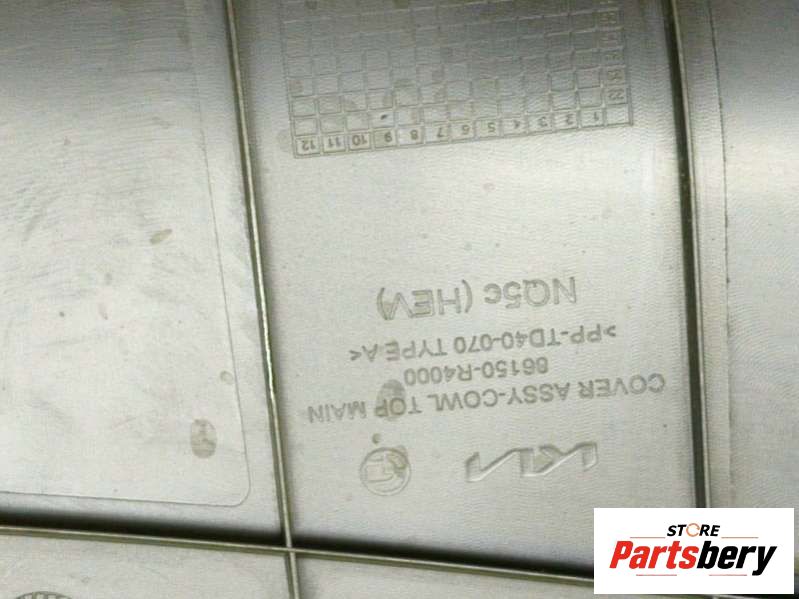 KIA
COVER ASSY-COWL TOP MAIN
86150-R4000
>PP-TD40-070 TYPE A<
NQ5c (HEV)
1 2 3 4 5 6 7 8 9 10 11 12
STORE
Partsbery